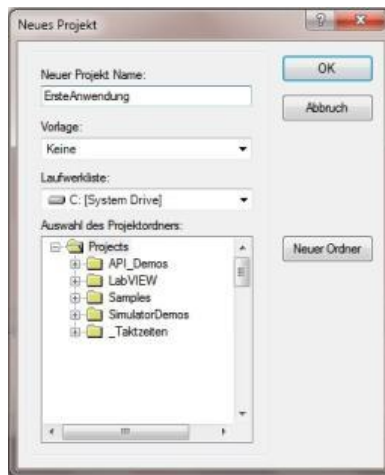 Neues Projekt
Neuer Projekt Name:
ErsteAnwendung
OK
Abbruch
Vorlage:
Keine
Laufwerkliste:
C: [System Drive]
Auswahl des Projektordners:
Projects
API_Demos
LabVIEW
Samples
SimulatorDemos
_Taktzeiten
Neuer Ordner